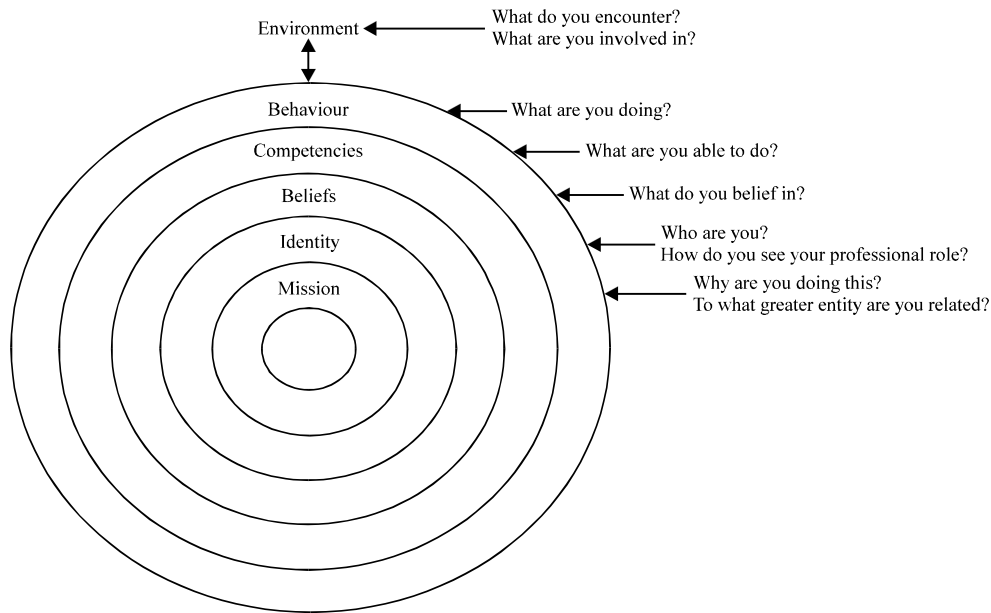 Environment
What do you encounter?
What are you involved in?
Behaviour
What are you doing?
Competencies
What are you able to do?
Beliefs
What do you belief in?
Identity
Who are you?
How do you see your professional role?
Mission
Why are you doing this?
To what greater entity are you related?